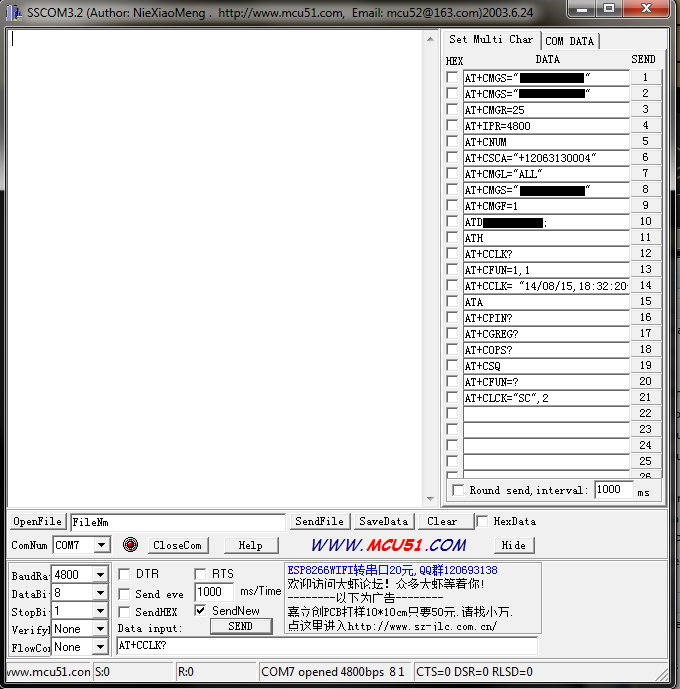 SSCOM3.2 (Author: NieXiaoMeng .  http://www.mcu51.com,  Email: mcu52@163.com)2003.6.24
Set Multi Char COM DATA
HEX DATA SEND
AT+CMGS=“ “ 1
AT+CMGS=“ “ 2
AT+CMGR=25 3
AT+IPR=4800 4
AT+CNUM 5
AT+CSCA=“+12063130004“ 6
AT+CMGL=“ALL“ 7
AT+CMGS=“ “ 8
AT+CMGF=1 9
ATD ; 10
ATH 11
AT+CCLK? 12
AT+CFUN=1,1 13
AT+CCLK= “14/08/15,18:32:20- 14
ATA 15
AT+CPIN? 16
AT+CGREG? 17
AT+COPS? 18
AT+CSQ 19
AT+CFUN=? 20
AT+CLCK=“SC“,2 21
22
23
24
25
26
Round send,interval: 1000 ms
OpenFile FileNm SendFile SaveData Clear HexData
ComNum COM7 CloseCom Help WWW.MCU51.COM Hide
BaudRa 4800 DTR RTS
DataBi 8 Send eve 1000 ms/Time
StopBi 1 SendHEX SendNew
Verify None Data input: SEND
FlowCon None AT+CCLK?
ESP8266WIFI转串口20元,QQ群120693138
欢迎访问大虾论坛！众多大虾等着你!
--------以下为广告--------
嘉立创PCB打样10*10cm只要50元.请找小万.
点这里进入http://www.sz-jlc.com.cn/
ww.mcu51.con S:0 R:0 COM7 opened 4800bps  8 1 CTS=0 DSR=0 RLSD=0